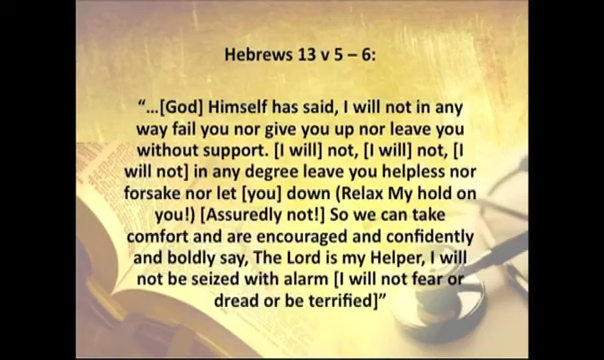 Hebrews 13 v 5 – 6:
“...[God] Himself has said, I will not in any
way fail you nor give you up nor leave you
without support. [I will] not, [I will] not, [I
will not] in any degree leave you helpless nor
forsake nor let [you] down (Relax My hold on
you!) [Assuredly not!] So we can take
comfort and are encouraged and confidently
and boldly say, The Lord is my Helper, I will
not be seized with alarm [I will not fear or
dread or be terrified]”